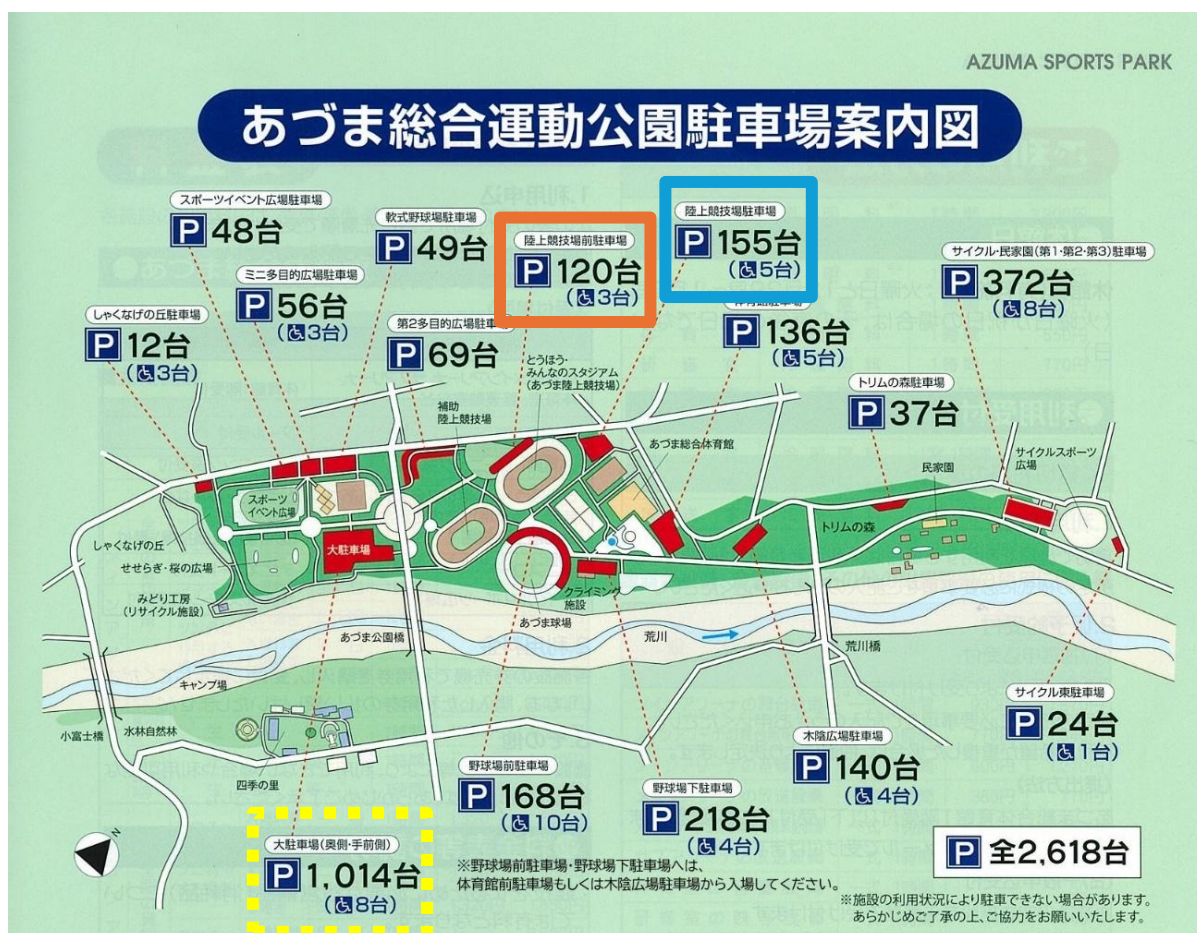 AZUMA SPORTS PARK
あづま総合運動公園駐車場案内図
スポーツイベント広場駐車場
P 48台
軟式野球場駐車場
P 49台
陸上競技場前駐車場
P 120台
(♿3台)
陸上競技場駐車場
P 155台
(♿5台)
サイクル・民家園(第1・第2・第3)駐車場
P 372台
(♿8台)
ミニ多目的広場駐車場
P 56台
(♿3台)
しゃくなげの丘駐車場
P 12台
(♿3台)
第2多目的広場駐車場
P 69台
体育館駐車場
P 136台
(♿5台)
トリムの森駐車場
P 37台
とうほう・
みんなのスタジアム
(あづま陸上競技場)
補助
陸上競技場
あづま総合体育館
サイクルスポーツ
広場
民家園
スポーツ
イベント広場
トリムの森
大駐車場
しゃくなげの丘
せせらぎ・桜の広場
みどり工房
(リサイクル施設)
クライミング
施設
あづま球場
あづま公園橋
荒川
荒川橋
キャンプ場
小富士橋
水林自然林
四季の里
サイクル東駐車場
P 24台
(♿1台)
木陰広場駐車場
P 140台
(♿4台)
野球場前駐車場
P 168台
(♿10台)
野球場下駐車場
P 218台
(♿4台)
大駐車場(奥側・手前側)
P 1,014台
(♿8台)
N
P 全2,618台
※野球場前駐車場・野球場下駐車場へは、
体育館前駐車場もしくは木陰広場駐車場から入場してください。
※施設の利用状況により駐車できない場合があります。
あらかじめご了承の上、ご協力をお願いいたします。